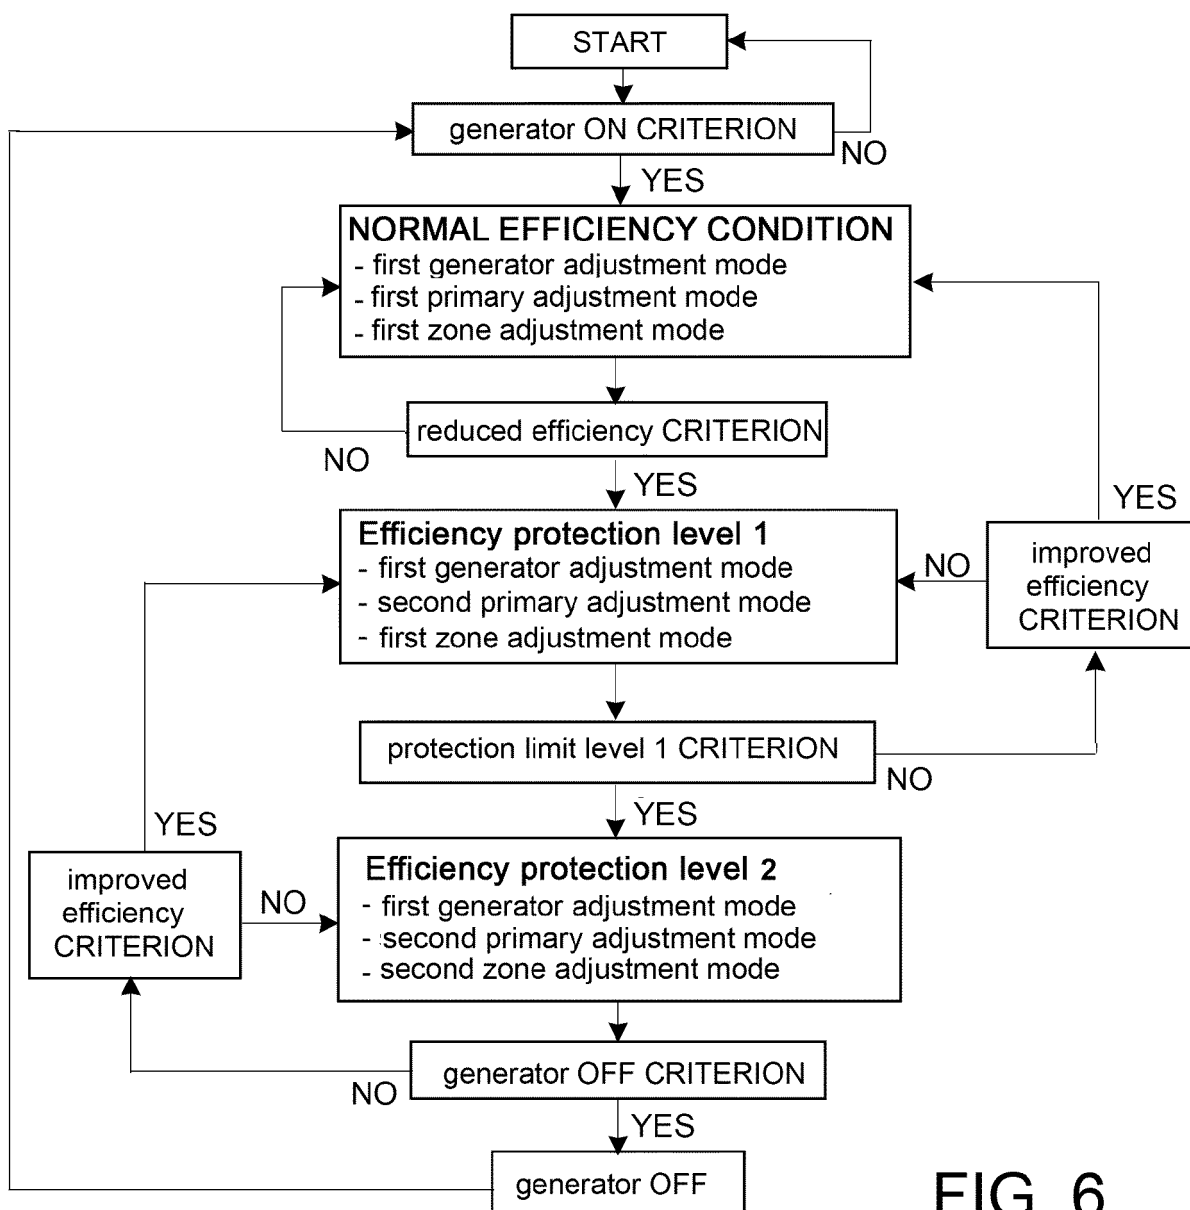 START
generator ON CRITERION
NO
YES
NORMAL EFFICIENCY CONDITION
- first generator adjustment mode
- first primary adjustment mode
- first zone adjustment mode
reduced efficiency CRITERION
NO
YES
YES
Efficiency protection level 1
- first generator adjustment mode
- second primary adjustment mode
- first zone adjustment mode
NO
improved
efficiency
CRITERION
protection limit level 1 CRITERION
NO
YES
YES
improved
efficiency
CRITERION
NO
Efficiency protection level 2
- first generator adjustment mode
- second primary adjustment mode
- second zone adjustment mode
generator OFF CRITERION
NO
YES
generator OFF
FIG. 6